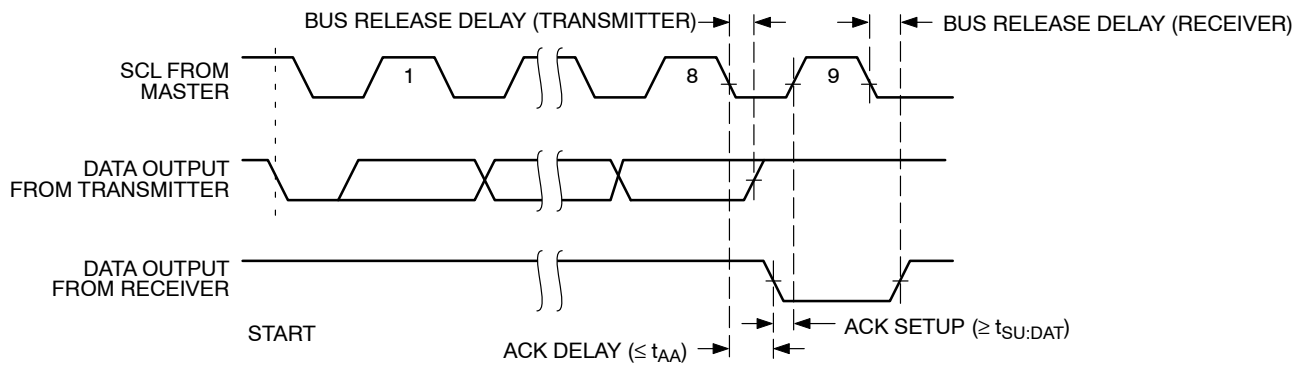 BUS RELEASE DELAY (TRANSMITTER)
BUS RELEASE DELAY (RECEIVER)
SCL FROM
MASTER
1
8
9
DATA OUTPUT
FROM TRANSMITTER
DATA OUTPUT
FROM RECEIVER
START
ACK SETUP (≥ tSU:DAT)
ACK DELAY (≤ tAA)